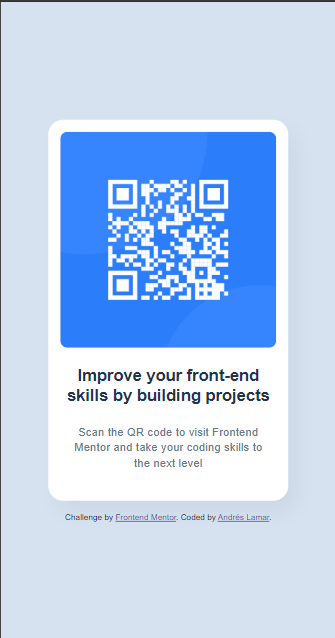 Improve your front-end
skills by building projects
Scan the QR code to visit Frontend
Mentor and take your coding skills to
the next level
Challenge by Frontend Mentor. Coded by Andrés Lamar.